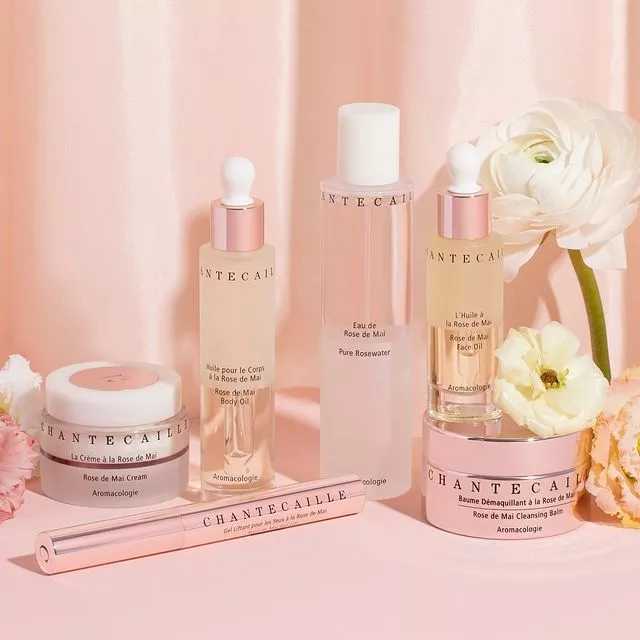 CHANTECAILLE
La Crème à la Rose de Mai
Rose de Mai Cream
Aromacologie
ANTECAIL
Huile pour le Corps
à la Rose de Mai
Rose de Mai
Body Oil
Aromacologie
ANTECAILL
Eau de
Rose de Mai
Pure Rosewater
cologie
ANTECAIL
L'Huile à
la Rose de Mai
Rose de Mai
Face Oil
Aromacologie
CHANTECAILLE
Baume Démaquillant à la Rose de Mai
Rose de Mai Cleansing Balm
Aromacologie
CHANTECAILLE
Gel Liftant pour les Yeux à la Rose de Mai